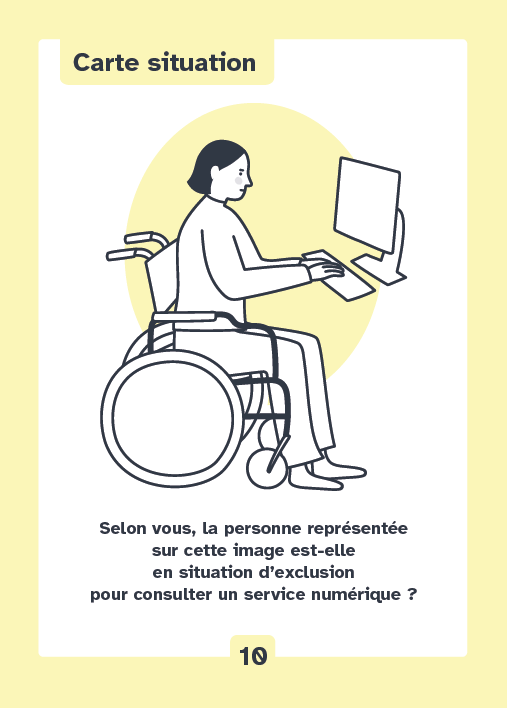 Carte situation
Selon vous, la personne représentée
sur cette image est-elle
en situation d’exclusion
pour consulter un service numérique ?
10